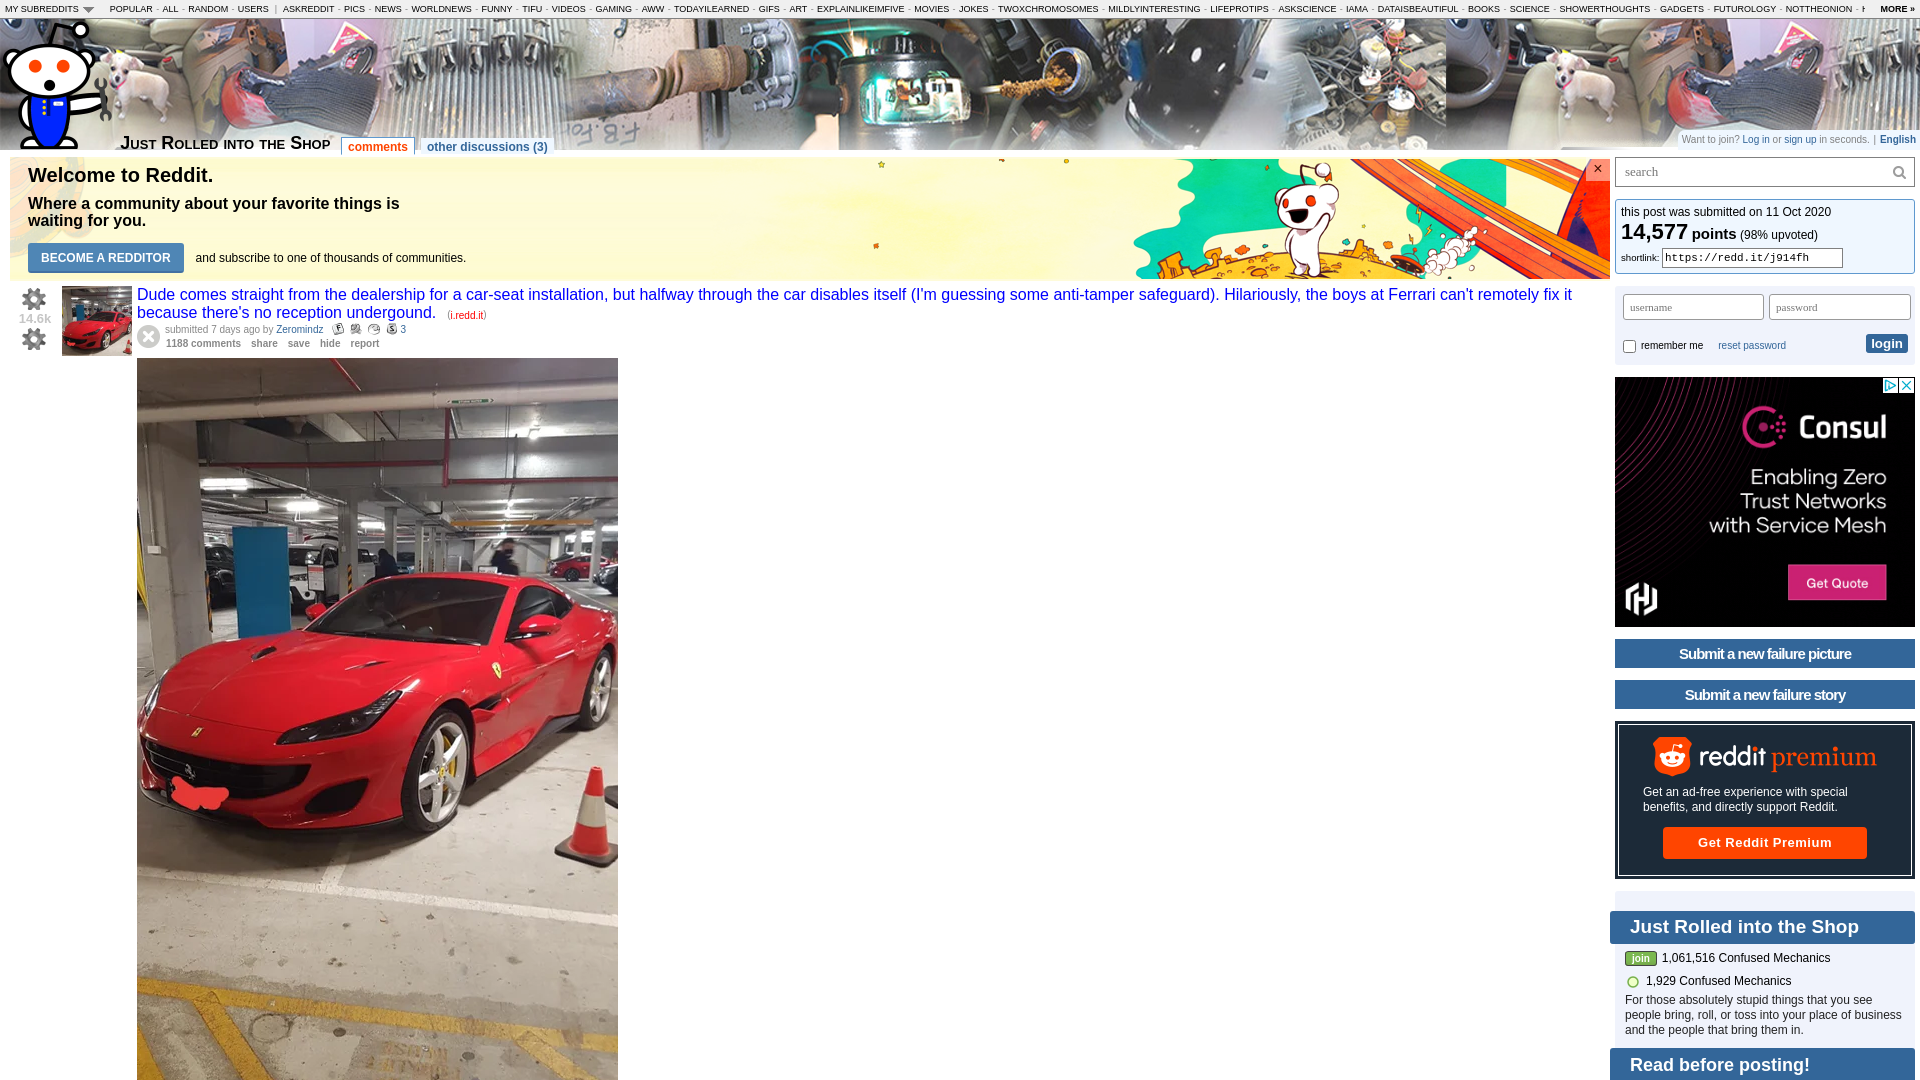 MY SUBREDDITS
POPULAR - ALL - RANDOM - USERS | ASKREDDIT - PICS - NEWS - WORLDNEWS - FUNNY - TIFU - VIDEOS - GAMING - AWW - TODAYILEARNED - GIFS - ART - EXPLAINLIKEIMFIVE - MOVIES - JOKES - TWOXCHROMOSOMES - MILDLYINTERESTING - LIFEPROTIPS - ASKSCIENCE - IAMA - DATAISBEAUTIFUL - BOOKS - SCIENCE - SHOWERTHOUGHTS - GADGETS - FUTUROLOGY - NOTTHEONION -
MORE »
JUST ROLLED INTO THE SHOP
comments
other discussions (3)
Want to join? Log in or sign up in seconds. | English
Welcome to Reddit.
Where a community about your favorite things is
waiting for you.
BECOME A REDDITOR
and subscribe to one of thousands of communities.
×
14.6k
Dude comes straight from the dealership for a car-seat installation, but halfway through the car disables itself (I'm guessing some anti-tamper safeguard). Hilariously, the boys at Ferrari can't remotely fix it
because there's no reception undergound. (i.redd.it)
submitted 7 days ago by Zeromindz
3
1188 comments share save hide report
search
this post was submitted on 11 Oct 2020
14,577 points (98% upvoted)
shortlink: https://redd.it/j914fh
username
password
remember me
reset password
login
Consul
Enabling Zero
Trust Networks
with Service Mesh
Get Quote
Submit a new failure picture
Submit a new failure story
reddit premium
Get an ad-free experience with special
benefits, and directly support Reddit.
Get Reddit Premium
Just Rolled into the Shop
join 1,061,516 Confused Mechanics
1,929 Confused Mechanics
For those absolutely stupid things that you see
people bring, roll, or toss into your place of business
and the people that bring them in.
Read before posting!